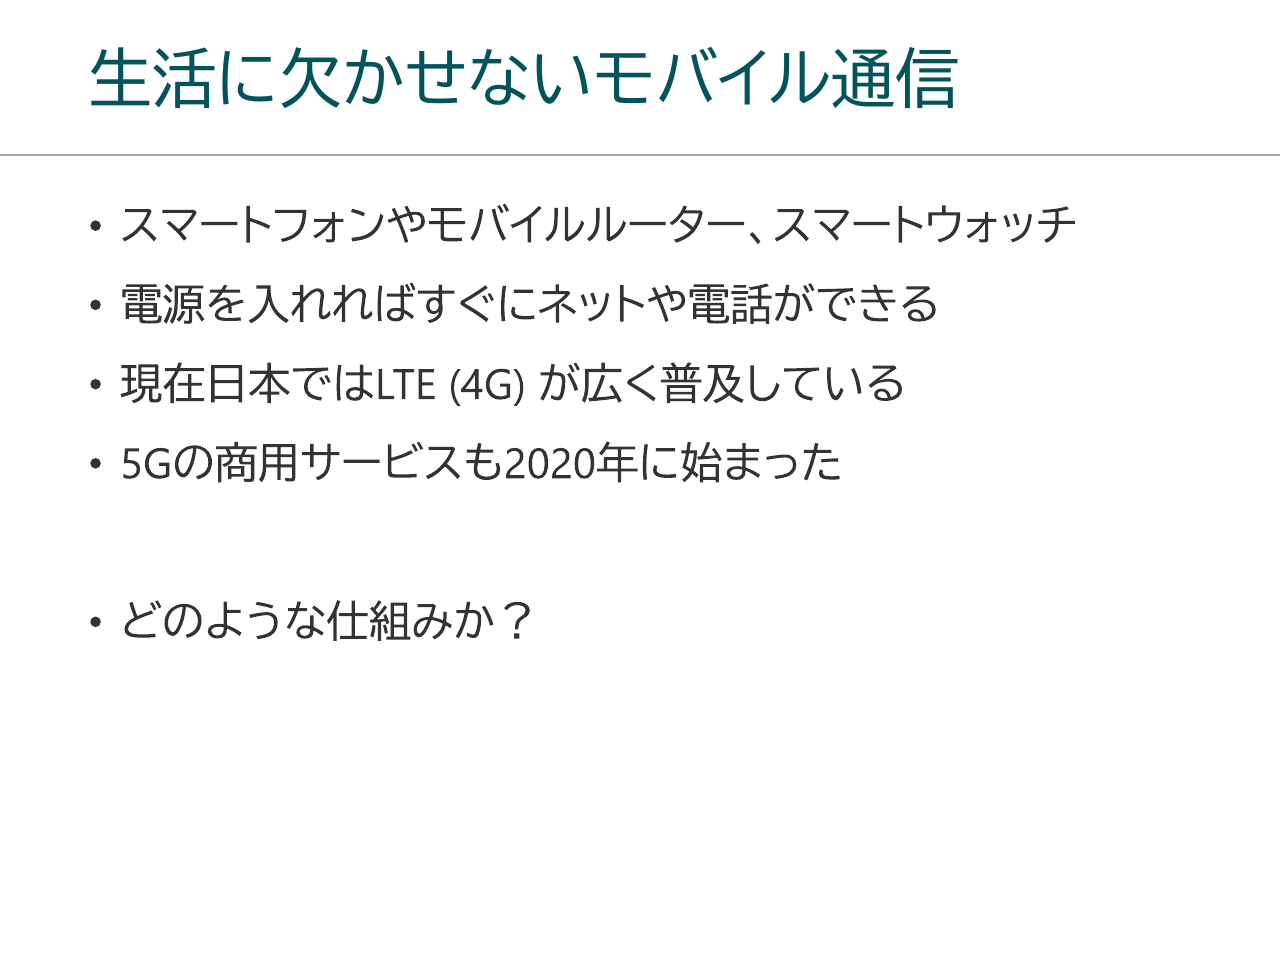 生活に欠かせないモバイル通信
• スマートフォンやモバイルルーター、スマートウォッチ
• 電源を入れればすぐにネットや電話ができる
• 現在日本ではLTE (4G) が広く普及している
• 5Gの商用サービスも2020年に始まった
• どのような仕組みか？